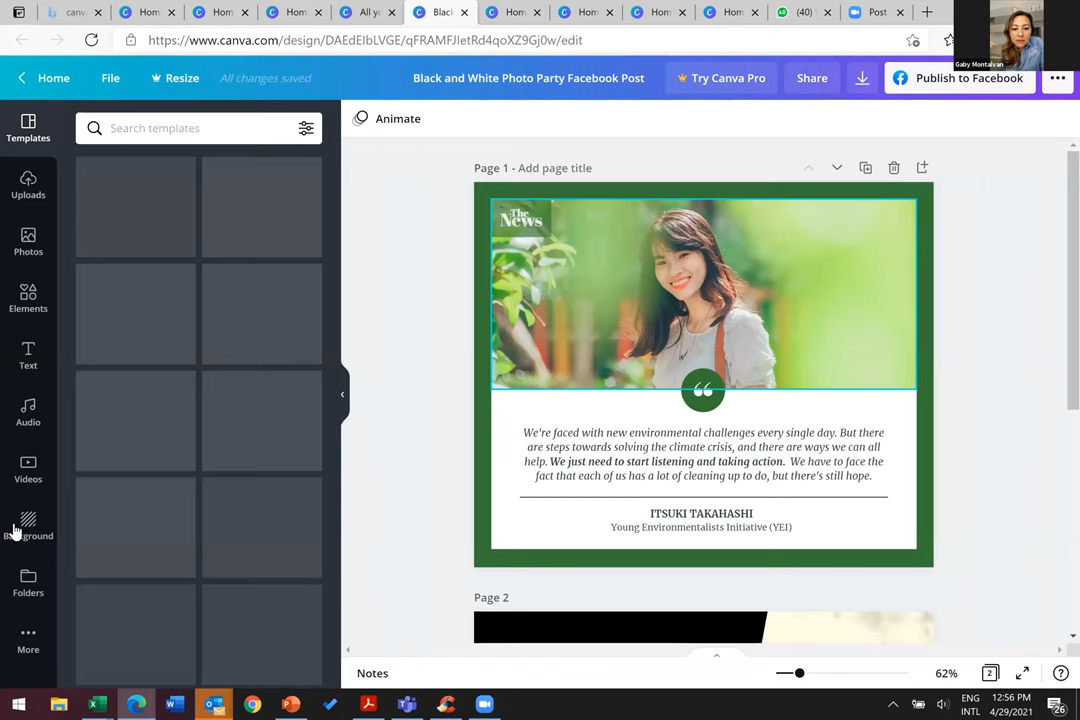 canva
Hom
Hom
Hom
All yo
Black
Hom
Hom
Hom
Hom
(40)
Post
https://www.canva.com/design/DAEdEIbLVGE/qFRAMFJIetRd4qoXZ9Gj0w/edit
Gaby Montalvan
Home
File
Resize
All changes saved
Black and White Photo Party Facebook Post
Try Canva Pro
Share
Publish to Facebook
Templates
Uploads
Photos
Elements
Text
Audio
Videos
Background
Folders
More
Search templates
Animate
Page 1 - Add page title
The
News
We're faced with new environmental challenges every single day. But there
are steps towards solving the climate crisis, and there are ways we can all
help. We just need to start listening and taking action. We have to face the
fact that each of us has a lot of cleaning up to do, but there's still hope.
ITSUKI TAKAHASHI
Young Environmentalists Initiative (YEI)
Page 2
Notes
62%
2
ENG
INTL
12:56 PM
4/29/2021
26